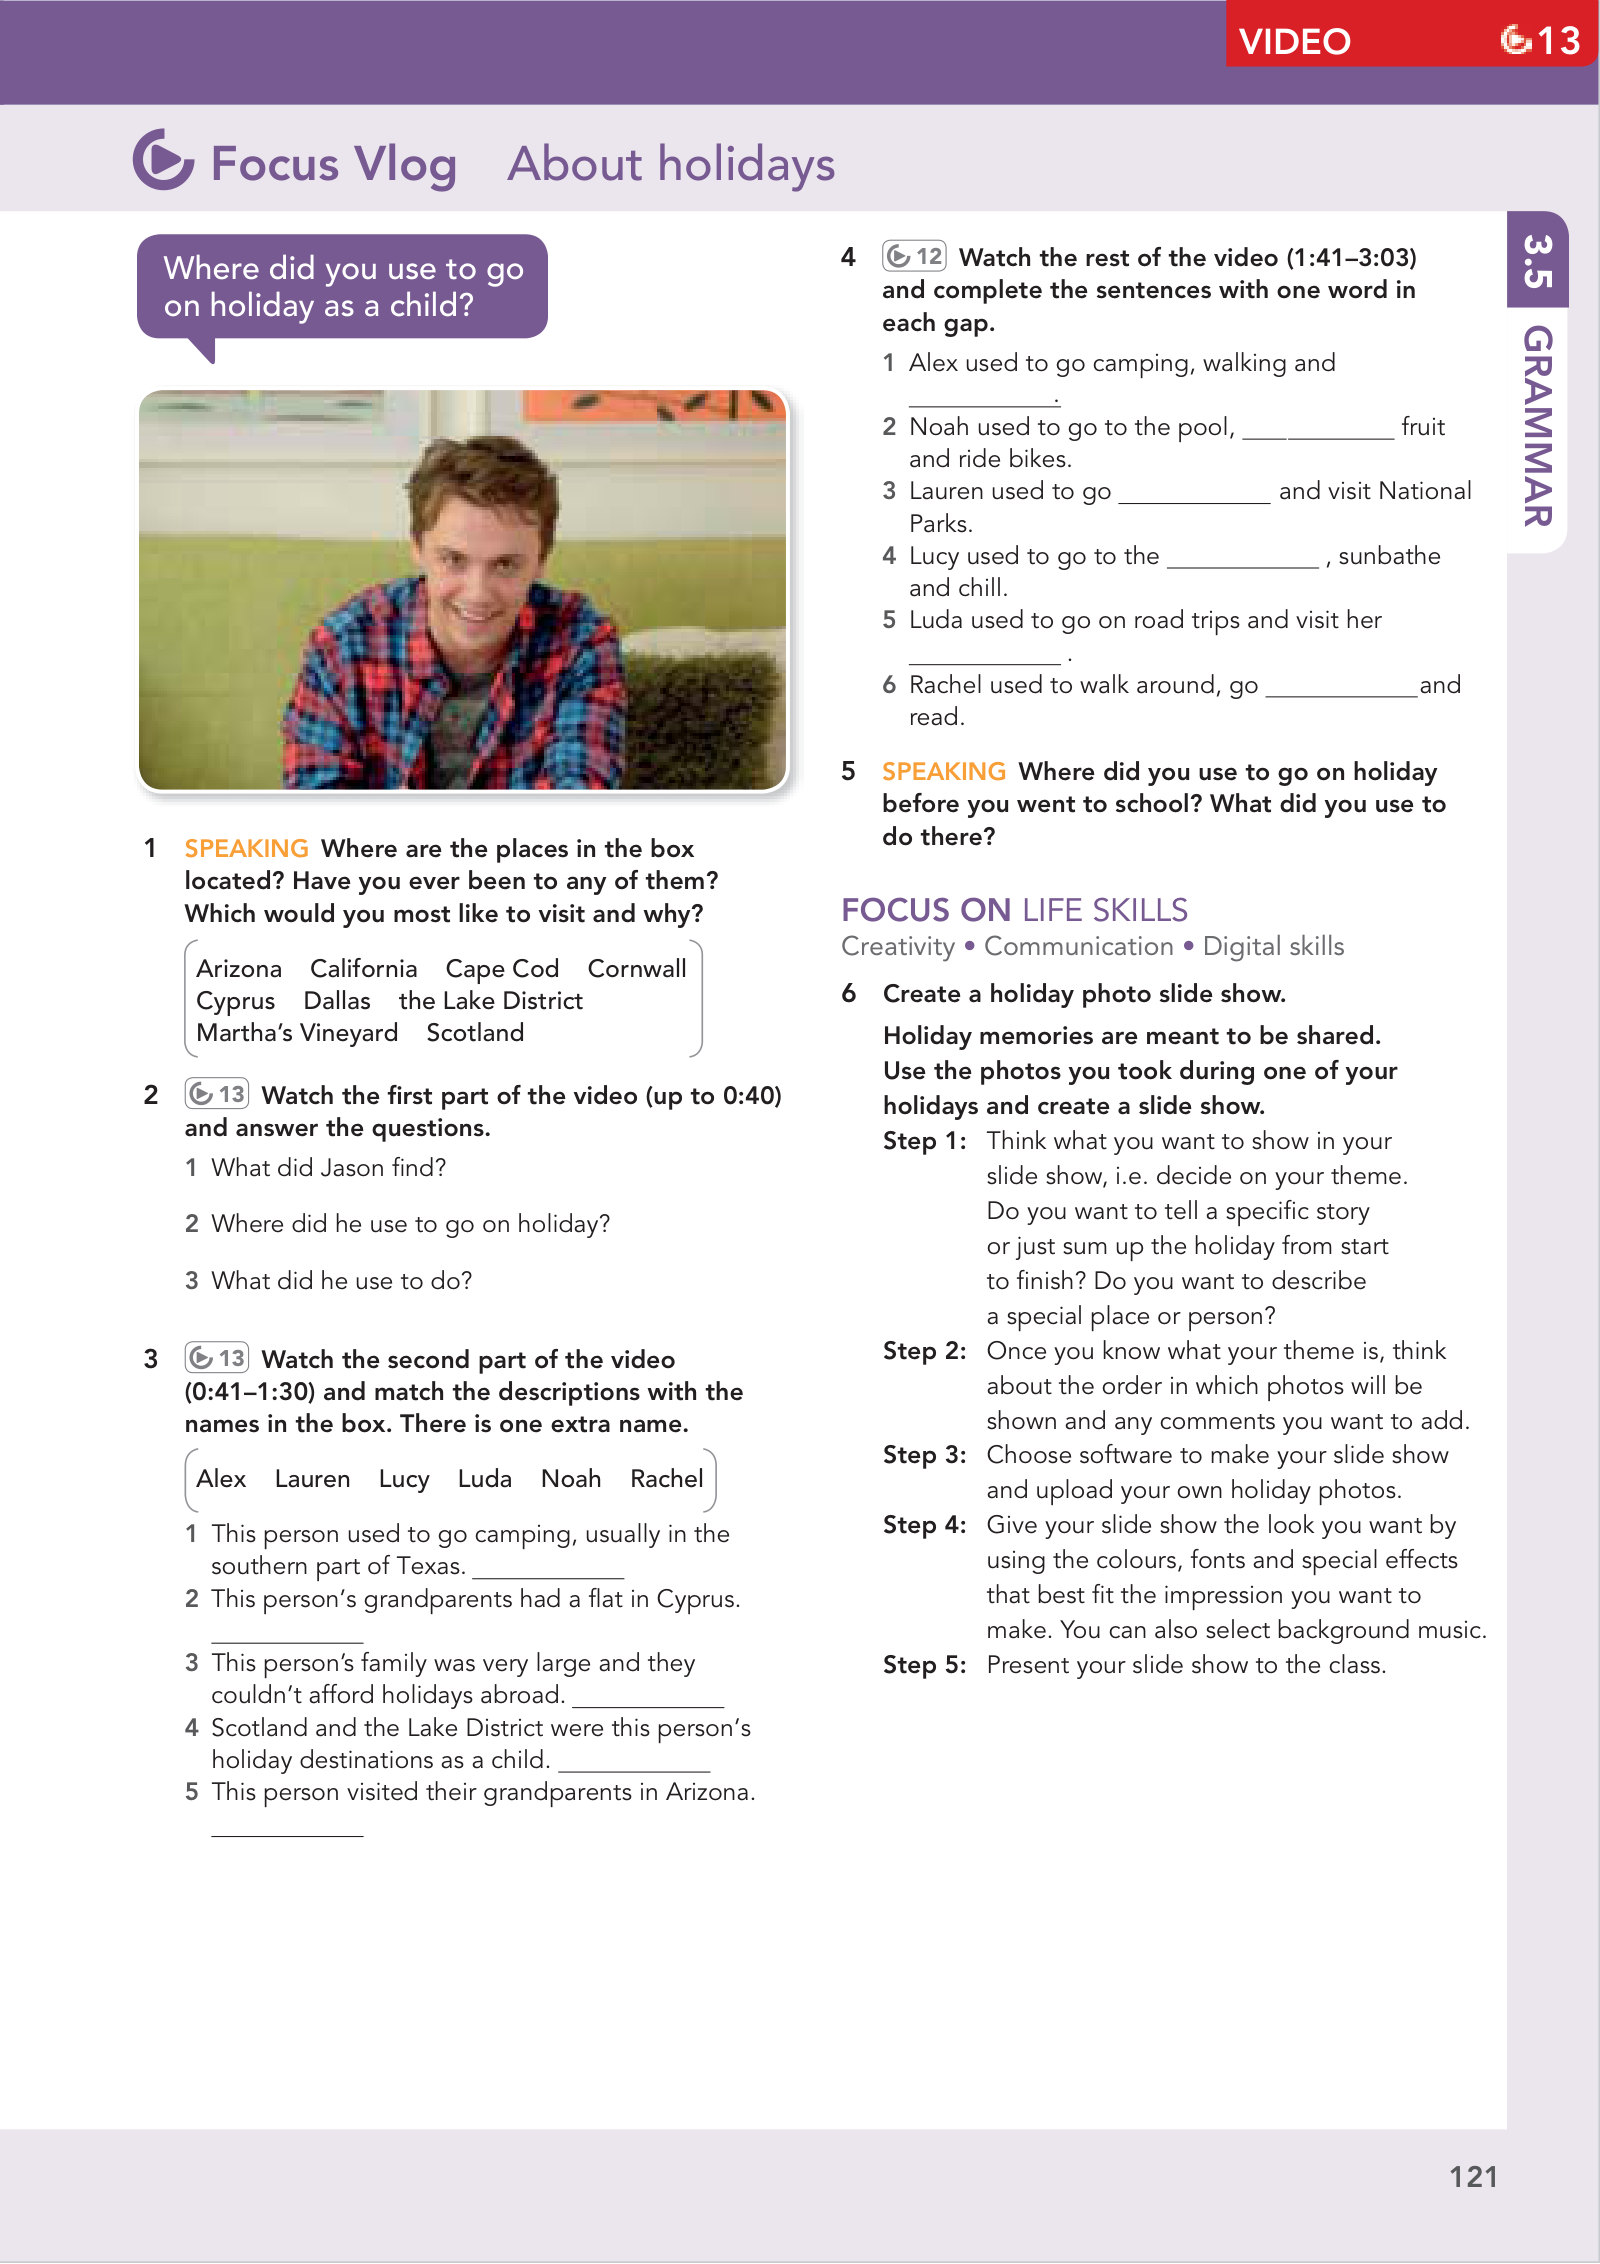 VIDEO 13
Focus Vlog About holidays
Where did you use to go
on holiday as a child?
1 SPEAKING Where are the places in the box
located? Have you ever been to any of them?
Which would you most like to visit and why?
Arizona California Cape Cod Cornwall
Cyprus Dallas the Lake District
Martha's Vineyard Scotland
2 13 Watch the first part of the video (up to 0:40)
and answer the questions.
1 What did Jason find?
2 Where did he use to go on holiday?
3 What did he use to do?
3 13 Watch the second part of the video
(0:41–1:30) and match the descriptions with the
names in the box. There is one extra name.
Alex Lauren Lucy Luda Noah Rachel
1 This person used to go camping, usually in the
southern part of Texas. ____________
2 This person's grandparents had a flat in Cyprus.
____________
3 This person's family was very large and they
couldn't afford holidays abroad. ____________
4 Scotland and the Lake District were this person's
holiday destinations as a child. ____________
5 This person visited their grandparents in Arizona.
____________
4 12 Watch the rest of the video (1:41–3:03)
and complete the sentences with one word in
each gap.
1 Alex used to go camping, walking and
____________.
2 Noah used to go to the pool, ____________ fruit
and ride bikes.
3 Lauren used to go ____________ and visit National
Parks.
4 Lucy used to go to the ____________ , sunbathe
and chill.
5 Luda used to go on road trips and visit her
____________ .
6 Rachel used to walk around, go ____________and
read.
5 SPEAKING Where did you use to go on holiday
before you went to school? What did you use to
do there?
FOCUS ON LIFE SKILLS
Creativity • Communication • Digital skills
6 Create a holiday photo slide show.
Holiday memories are meant to be shared.
Use the photos you took during one of your
holidays and create a slide show.
Step 1: Think what you want to show in your
slide show, i.e. decide on your theme.
Do you want to tell a specific story
or just sum up the holiday from start
to finish? Do you want to describe
a special place or person?
Step 2: Once you know what your theme is, think
about the order in which photos will be
shown and any comments you want to add.
Step 3: Choose software to make your slide show
and upload your own holiday photos.
Step 4: Give your slide show the look you want by
using the colours, fonts and special effects
that best fit the impression you want to
make. You can also select background music.
Step 5: Present your slide show to the class.
3.5 GRAMMAR
121